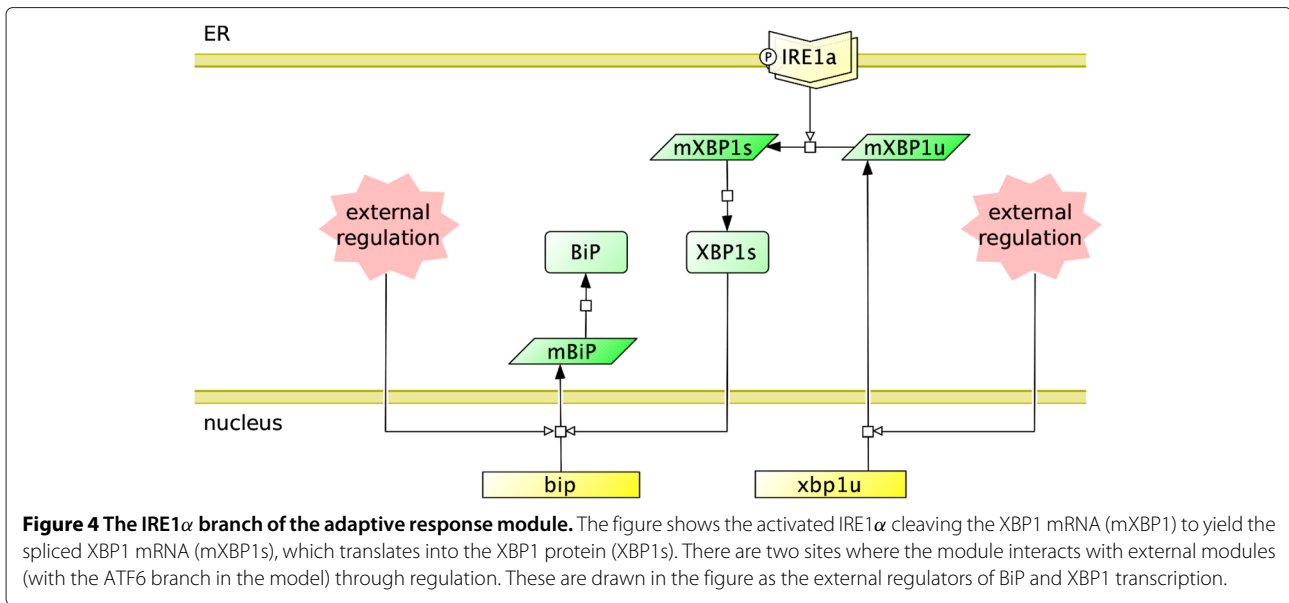 ER
P
IRE1a
mXBP1s
mXBP1u
external
regulation
external
regulation
BiP
XBP1s
mBiP
nucleus
bip
xbp1u
Figure 4 The IRE1α branch of the adaptive response module. The figure shows the activated IRE1α cleaving the XBP1 mRNA (mXBP1) to yield the
spliced XBP1 mRNA (mXBP1s), which translates into the XBP1 protein (XBP1s). There are two sites where the module interacts with external modules
(with the ATF6 branch in the model) through regulation. These are drawn in the figure as the external regulators of BiP and XBP1 transcription.